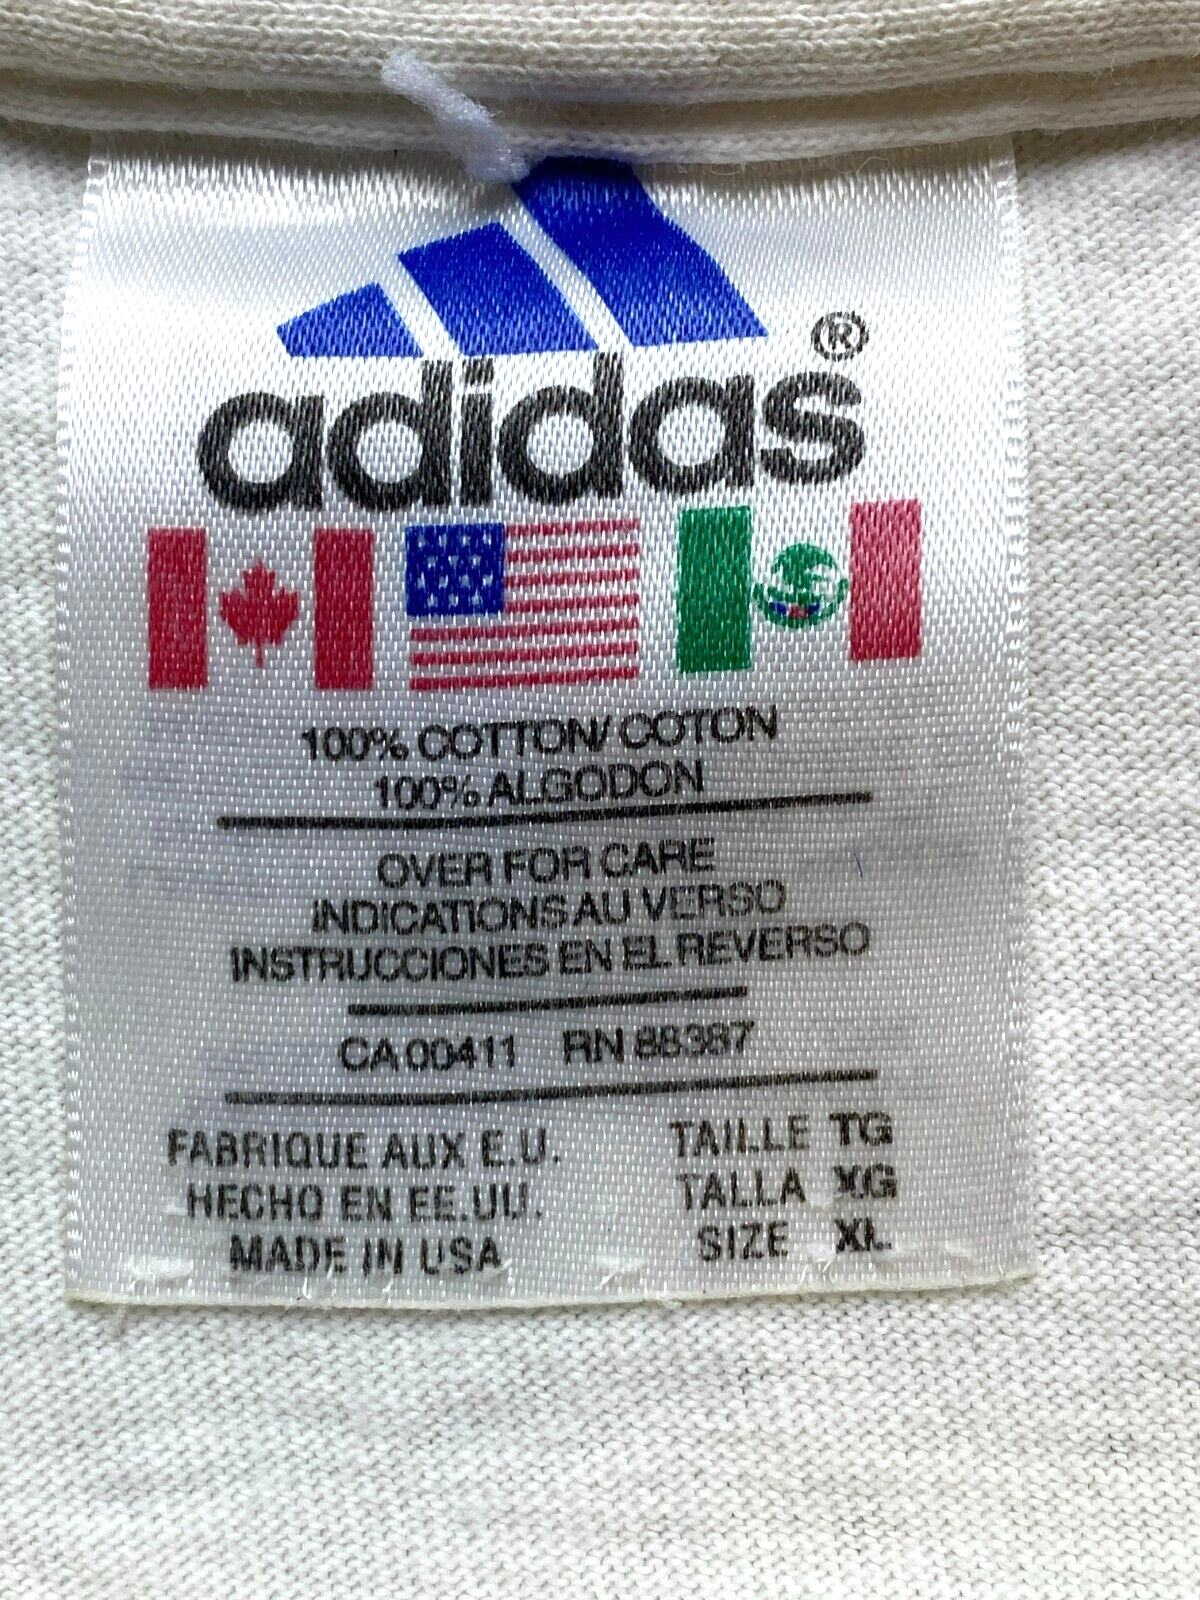 ®
adidas
100% COTTON/COTON
100% ALGODON
OVER FOR CARE
INDICATIONS AU VERSO
INSTRUCCIONES EN EL REVERSO
CA 00411 RN 88387
FABRIQUE AUX E.U. TAILLE TG
HECHO EN EE.UU. TALLA XG
MADE IN USA SIZE XL